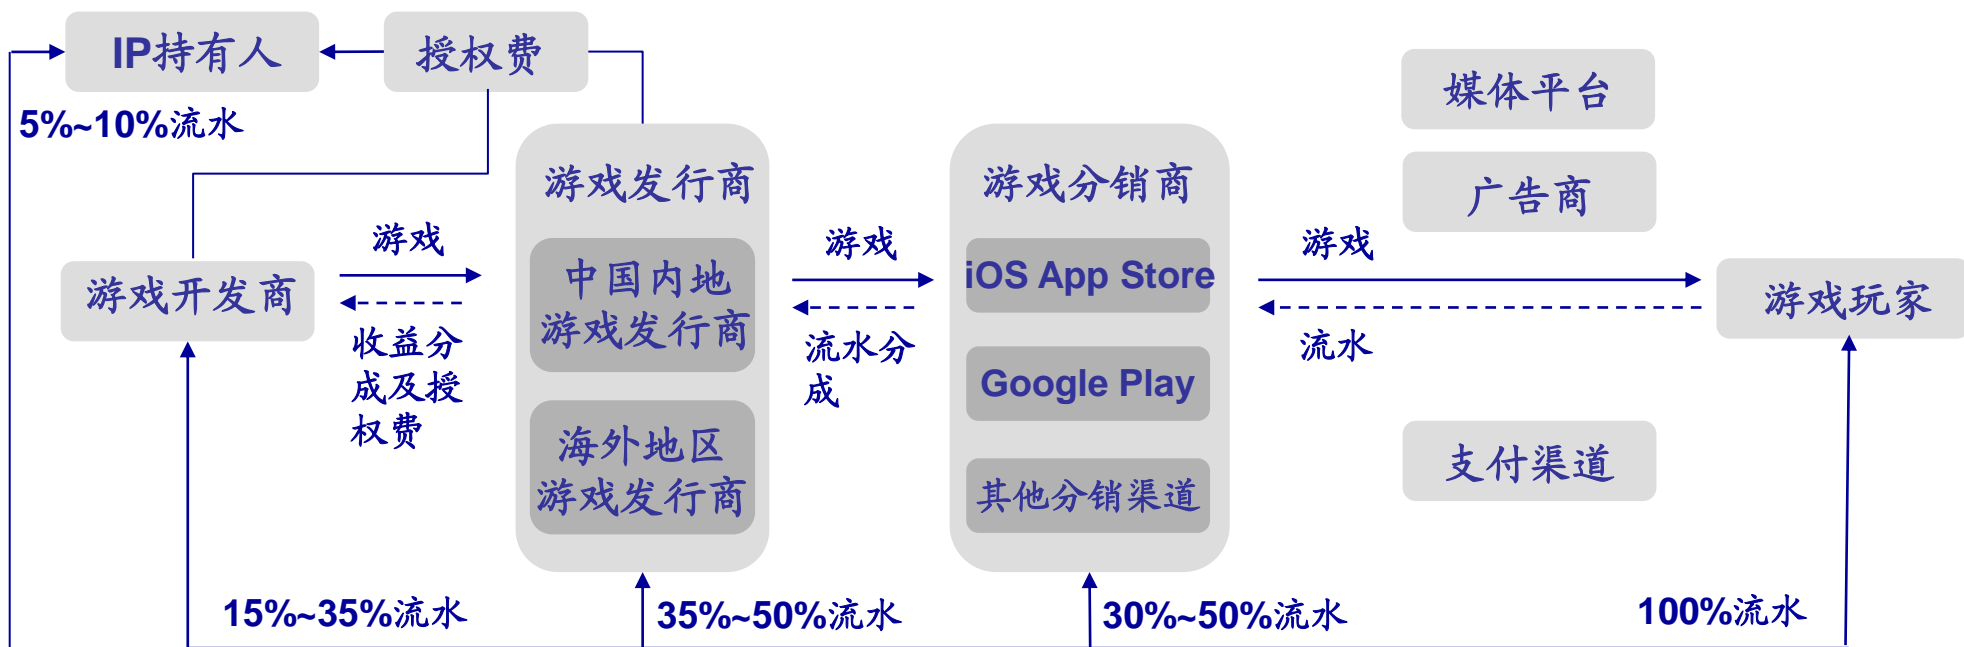 IP持有人
授权费
5%~10%流水
媒体平台
广告商
游戏发行商
游戏分销商
游戏
游戏
游戏
游戏开发商
中国内地
游戏发行商
iOS App Store
游戏玩家
收益分
成及授
权费
流水分
成
流水
Google Play
海外地区
游戏发行商
其他分销渠道
支付渠道
15%~35%流水
35%~50%流水
30%~50%流水
100%流水